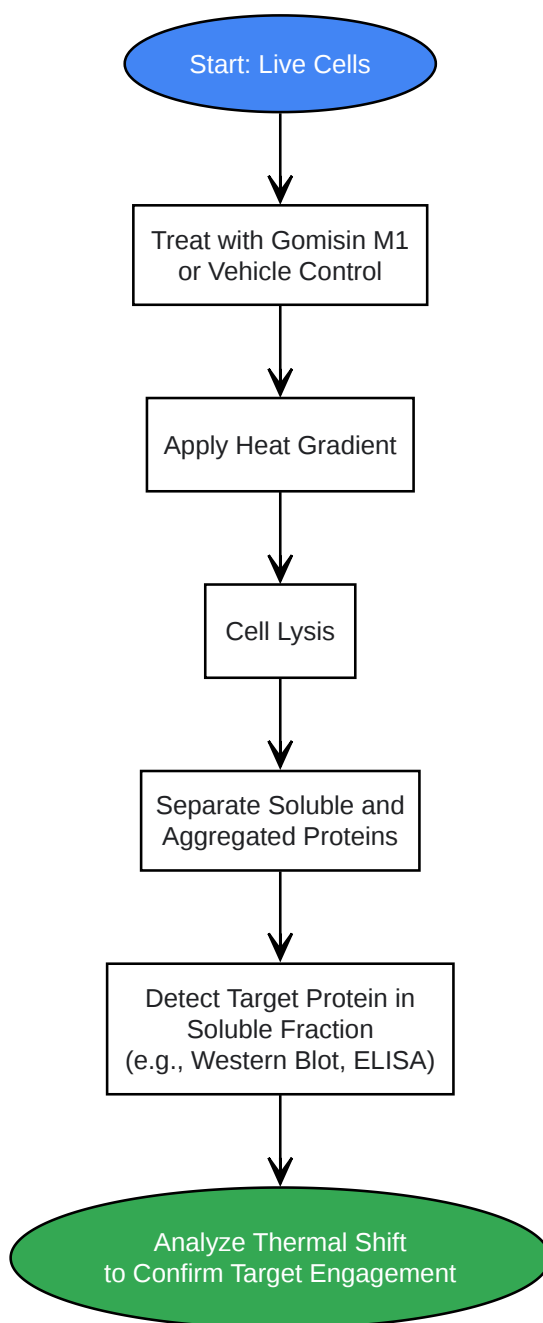 Start: Live Cells
Treat with Gomisin M1
or Vehicle Control
Apply Heat Gradient
Cell Lysis
Separate Soluble and
Aggregated Proteins
Detect Target Protein in
Soluble Fraction
(e.g., Western Blot, ELISA)
Analyze Thermal Shift
to Confirm Target Engagement